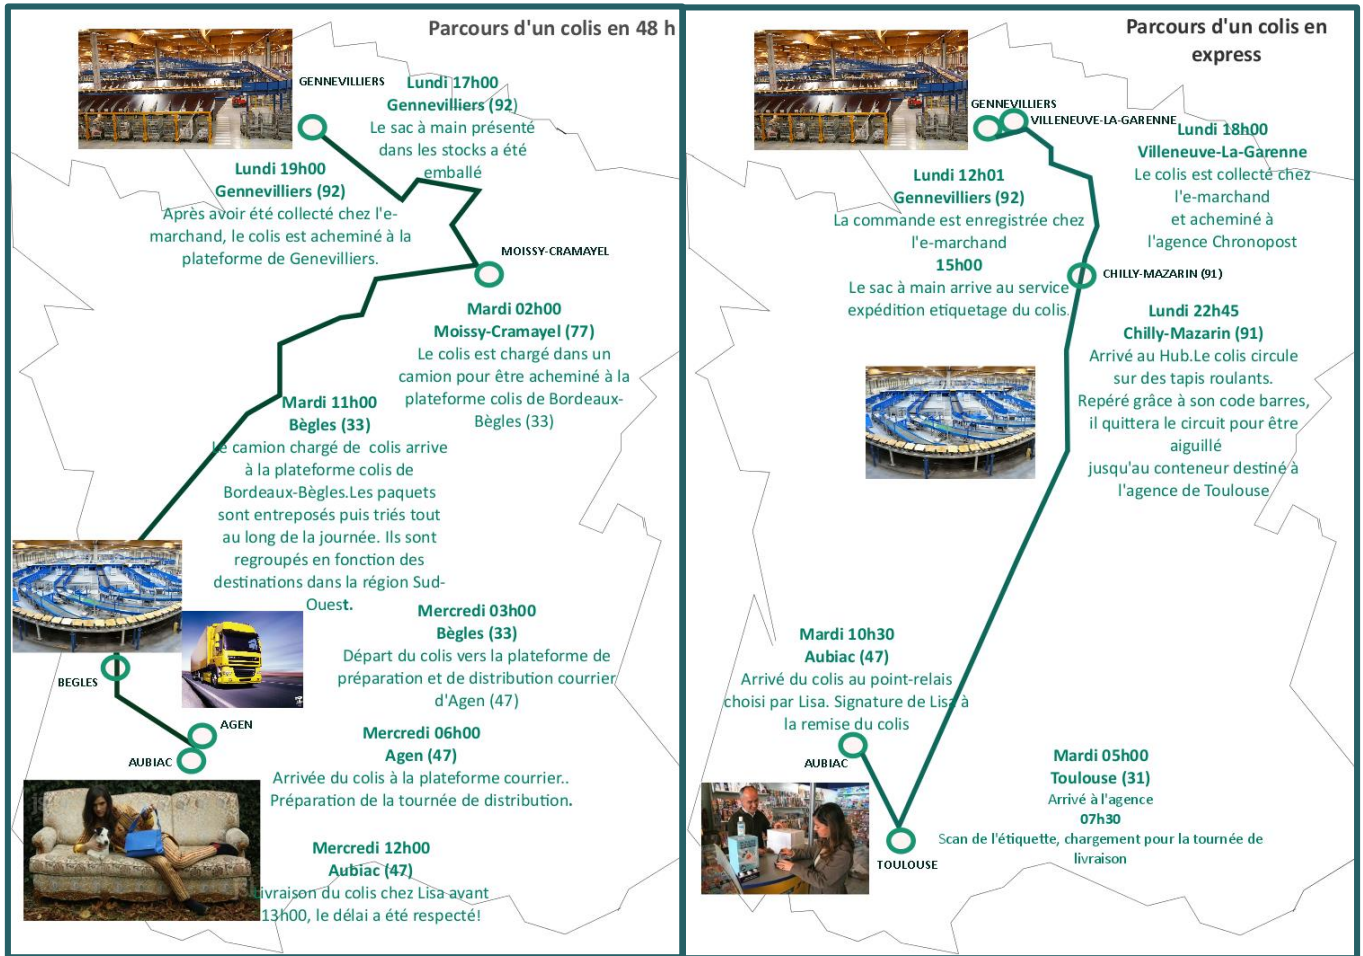 Parcours d'un colis en 48 h
GENNEVILLIERS
Lundi 17h00
Gennevilliers (92)
Le sac à main présenté
dans les stocks a été
emballé
Lundi 19h00
Gennevilliers (92)
Après avoir été collecté chez l'e-
marchand, le colis est acheminé à la
plateforme de Genevilliers.
MOISSY-CRAMAYEL
Mardi 02h00
Moissy-Cramayel (77)
Le colis est chargé dans un
camion pour être acheminé à la
plateforme colis de Bordeaux-
Bègles (33)
Mardi 11h00
Bègles (33)
Le camion chargé de colis arrive
à la plateforme colis de
Bordeaux-Bègles.Les paquets
sont entreposés puis triés tout
au long de la journée. Ils sont
regroupés en fonction des
destinations dans la région Sud-
Ouest.
Mercredi 03h00
Bègles (33)
Départ du colis vers la plateforme de
préparation et de distribution courrier
d'Agen (47)
BEGLES
AGEN
AUBIAC
Mercredi 06h00
Agen (47)
Arrivée du colis à la plateforme courrier..
Préparation de la tournée de distribution.
Mercredi 12h00
Aubiac (47)
Livraison du colis chez Lisa avant
13h00, le délai a été respecté!
Parcours d'un colis en
express
GENNEVILLIERS
VILLENEUVE-LA-GARENNE
Lundi 18h00
Villeneuve-La-Garenne
Le colis est collecté chez
l'e-marchand
et acheminé à
l'agence Chronopost
Lundi 12h01
Gennevilliers (92)
La commande est enregistrée chez
l'e-marchand
15h00
Le sac à main arrive au service
expédition etiquetage du colis.
CHILLY-MAZARIN (91)
Lundi 22h45
Chilly-Mazarin (91)
Arrivé au Hub.Le colis circule
sur des tapis roulants.
Repéré grâce à son code barres,
il quittera le circuit pour être
aiguillé
jusqu'au conteneur destiné à
l'agence de Toulouse
Mardi 10h30
Aubiac (47)
Arrivé du colis au point-relais
choisi par Lisa. Signature de Lisa à
la remise du colis
AUBIAC
Mardi 05h00
Toulouse (31)
Arrivé à l'agence
07h30
Scan de l'étiquette, chargement pour la tournée de
livraison
TOULOUSE